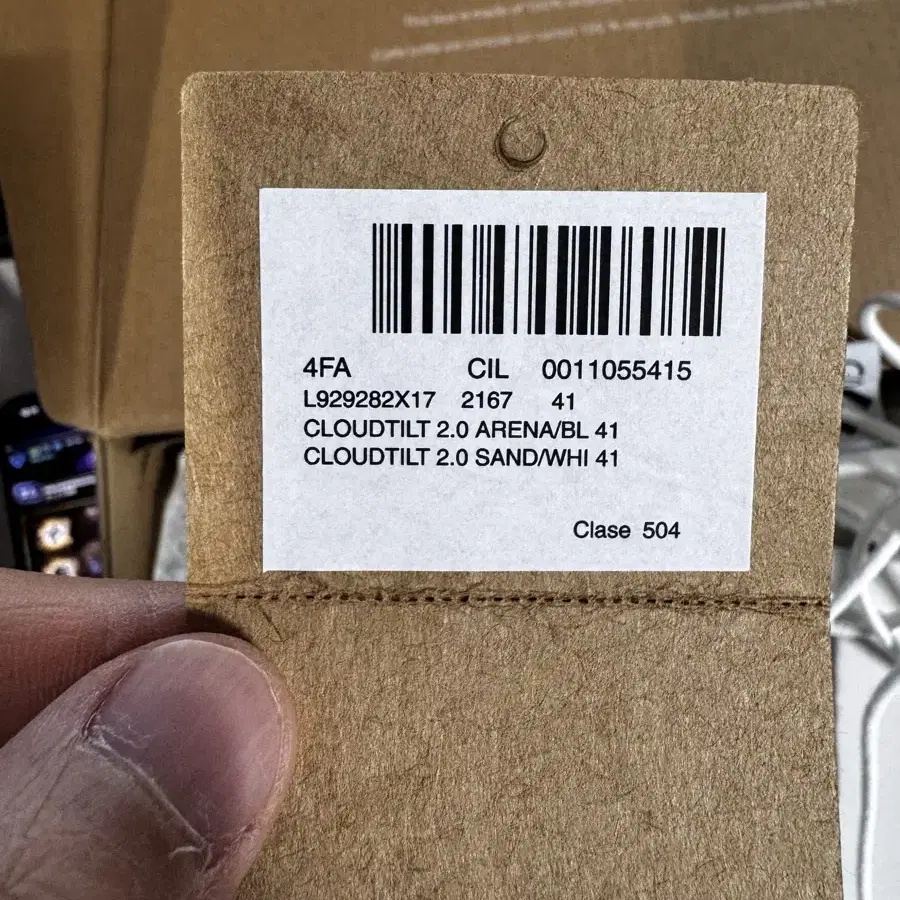 4FA CIL 0011055415
L929282X17 2167 41
CLOUDTILT 2.0 ARENA/BL 41
CLOUDTILT 2.0 SAND/WHI 41
Clase 504